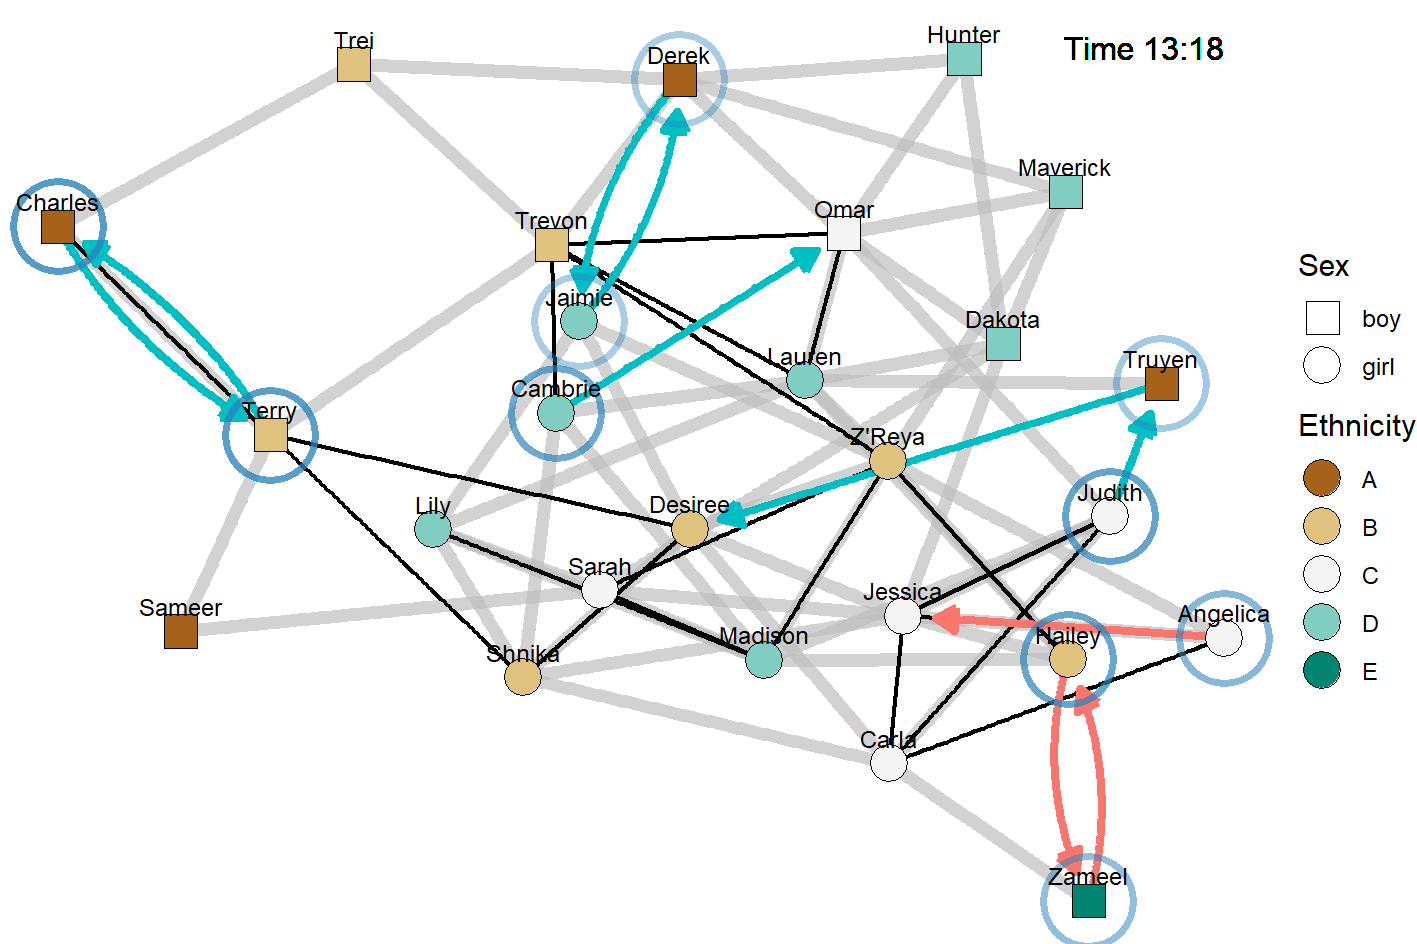 Trei
Derek
Hunter
Time 13:18
Maverick
Charles
Trevon
Omar
Sex
boy
girl
Jaimie
Dakota
Lauren
Truyen
Cambrie
Terry
Z'Reya
Ethnicity
A
B
C
D
E
Lily
Desiree
Judith
Sarah
Jessica
Sameer
Angelica
Madison
Hailey
Shnika
Carla
Zameel